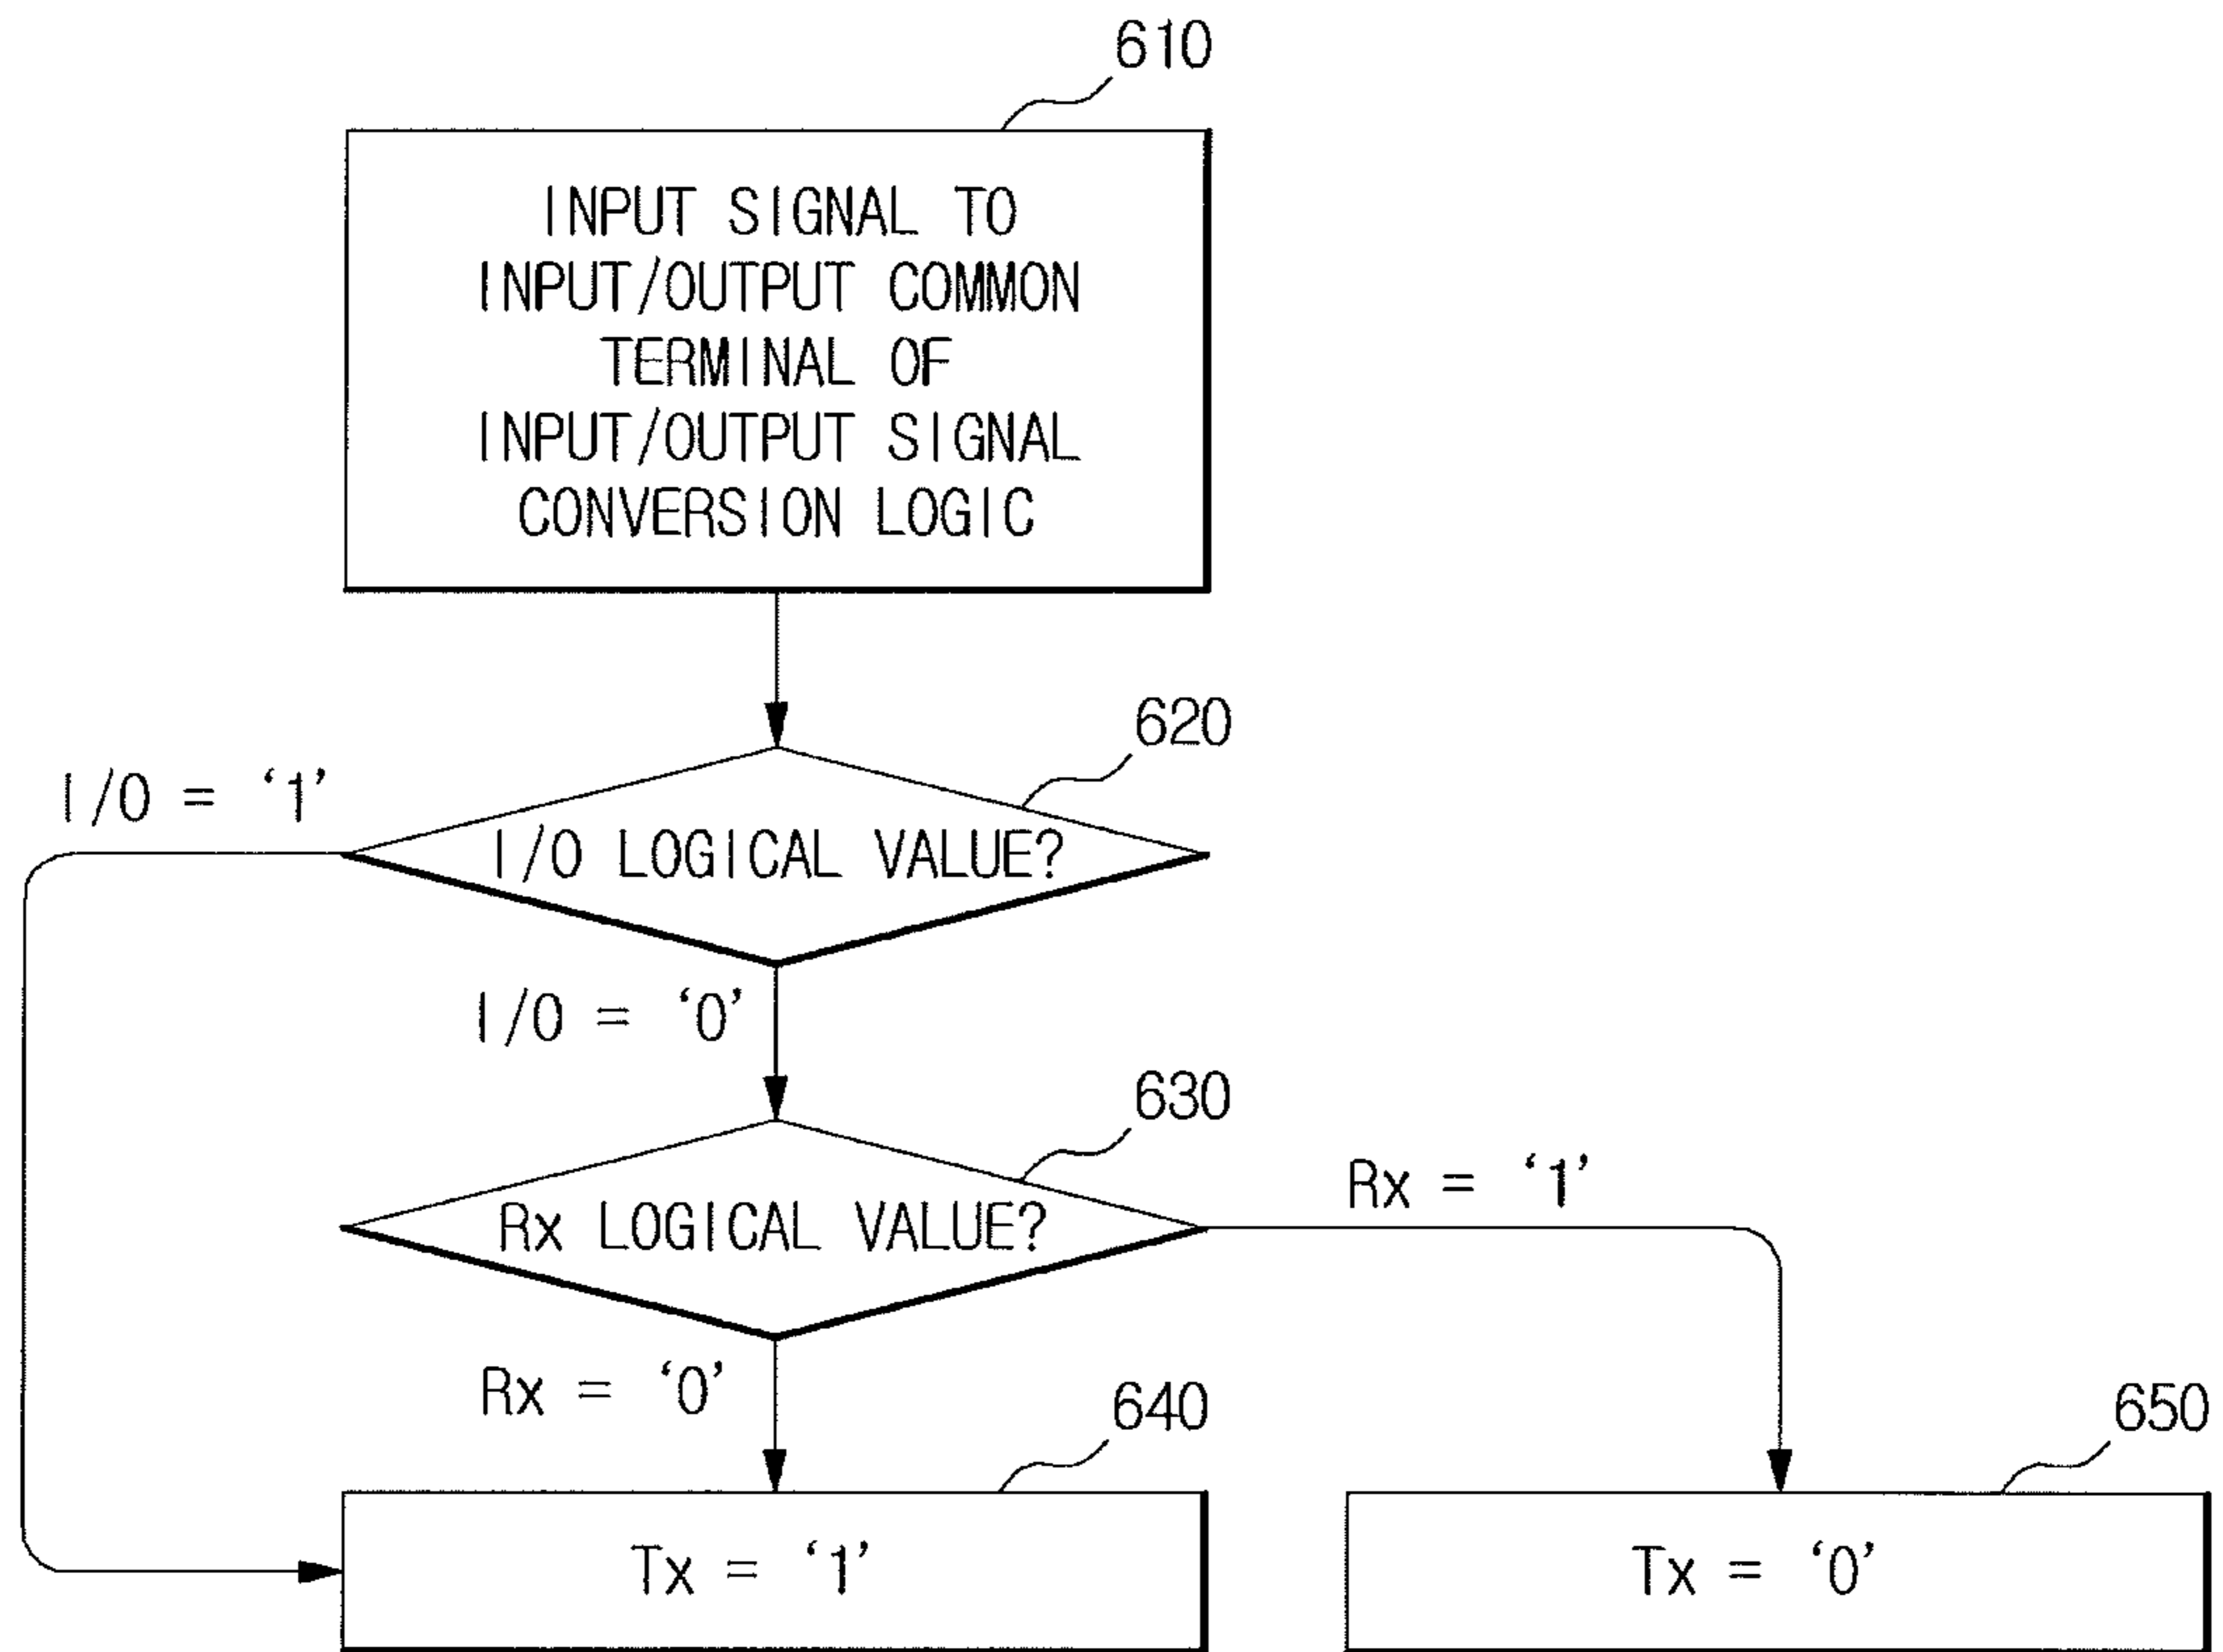 610
INPUT SIGNAL TO
INPUT/OUTPUT COMMON
TERMINAL OF
INPUT/OUTPUT SIGNAL
CONVERSION LOGIC
620
I/O = ‘1’
I/O LOGICAL VALUE?
I/O = ‘0’
630
Rx = ‘1’
Rx LOGICAL VALUE?
Rx = ‘0’
640
650
Tx = ‘1’
Tx = ‘0’